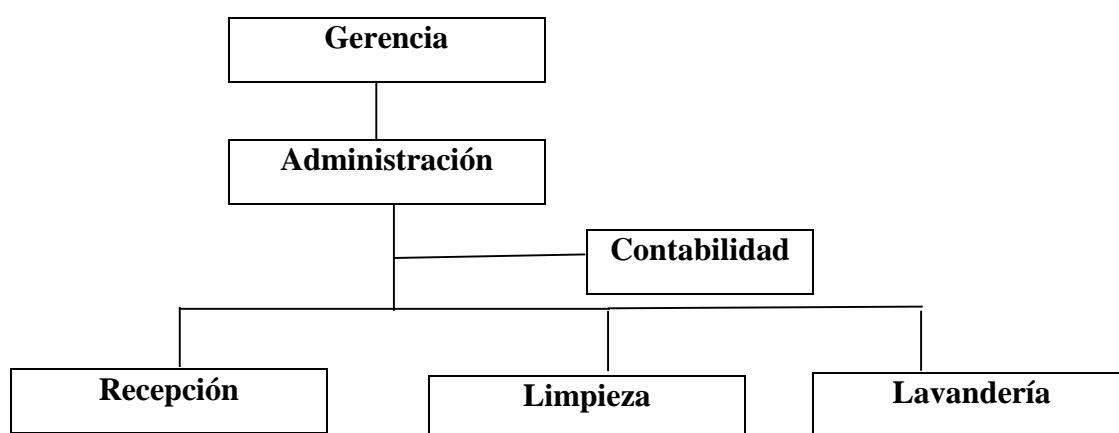 Gerencia
Administración
Contabilidad
Recepción
Limpieza
Lavandería